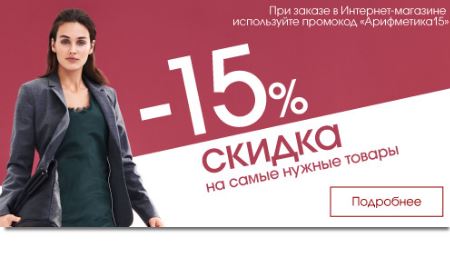 При заказе в Интернет-магазине
используйте промокод «Арифметика15»
-15%
скидка
на самые нужные товары
Подробнее